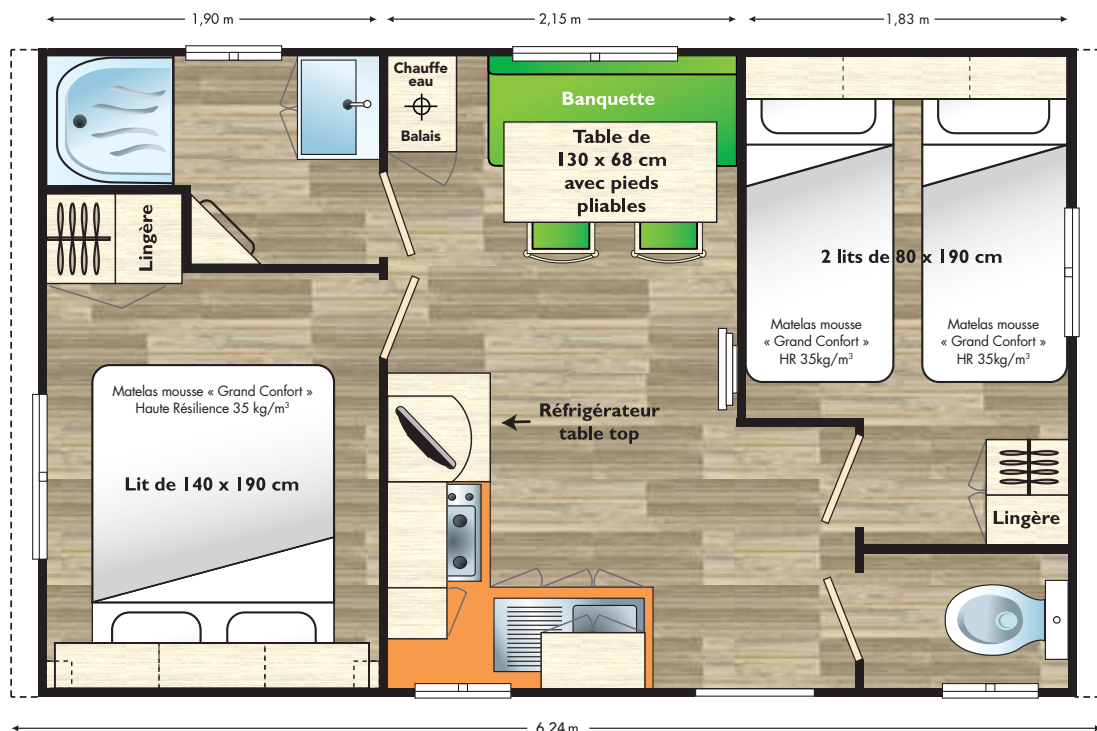 1,90 m
2,15 m
1,83 m
Chauffe
eau
Balais
Banquette
Table de
130 x 68 cm
avec pieds
pliables
Lingère
2 lits de 80 x 190 cm
Matelas mousse
« Grand Confort »
HR 35kg/m³
Matelas mousse
« Grand Confort »
HR 35kg/m³
Matelas mousse « Grand Confort »
Haute Résilience 35 kg/m³
Réfrigérateur
table top
Lit de 140 x 190 cm
Lingère
6,24 m